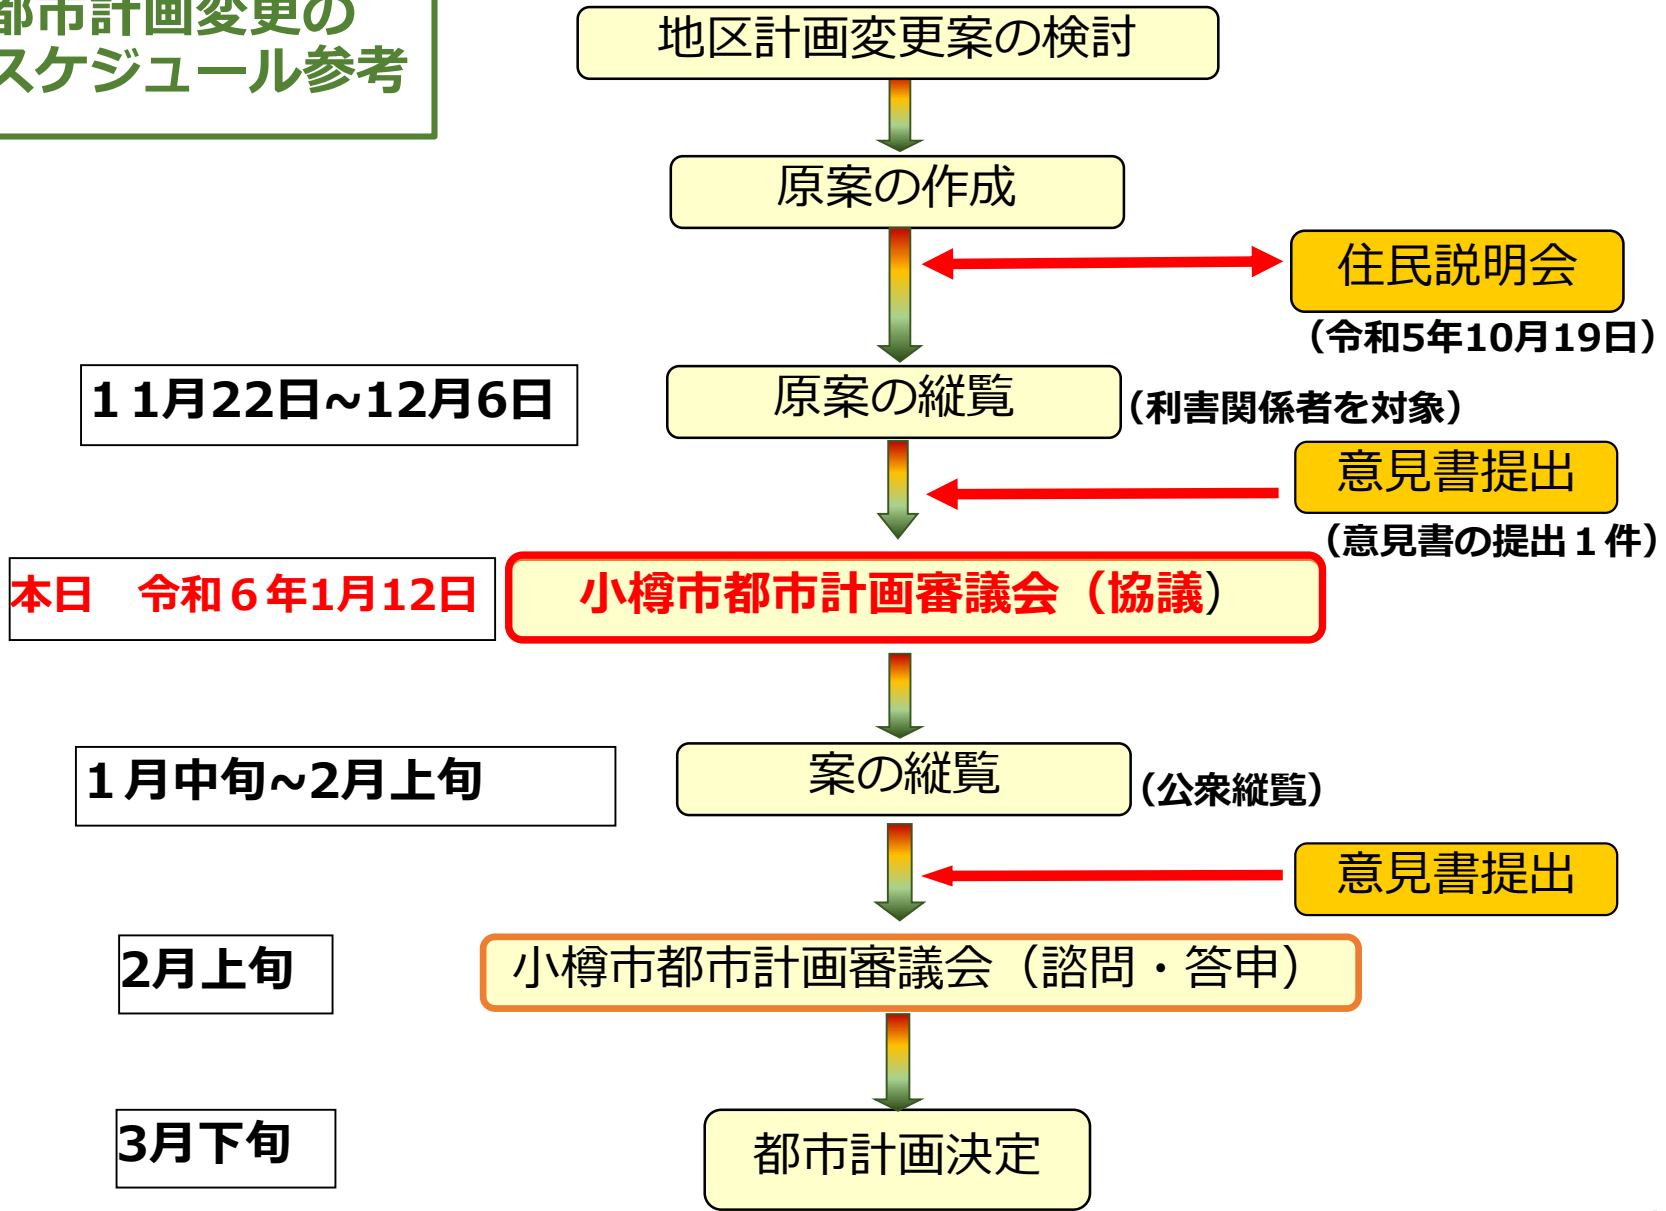 都市計画変更の
スケジュール参考
地区計画変更案の検討
原案の作成
住民説明会
（令和5年10月19日）
１1月22日~12月6日
原案の縦覧
（利害関係者を対象）
意見書提出
（意見書の提出１件）
本日　令和６年1月12日
小樽市都市計画審議会（協議）
１月中旬~2月上旬
案の縦覧
（公衆縦覧）
意見書提出
2月上旬
小樽市都市計画審議会（諮問・答申）
3月下旬
都市計画決定